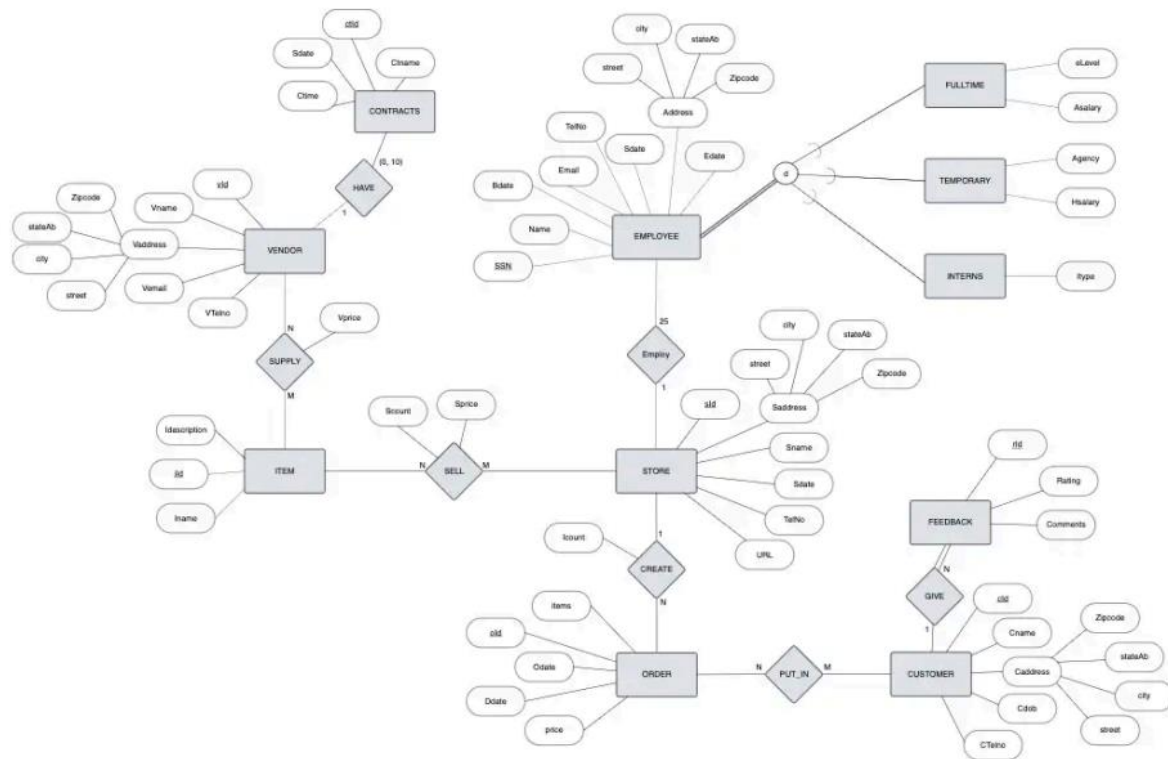 ctId
Sdate
Clname
Ctime
CONTRACTS
(0, 10)
HAVE
1
vId
Zipcode
Vname
stateAb
Vaddress
VENDOR
city
Vemail
street
VTelno
N
Vprice
SUPPLY
M
Idescription
iId
ITEM
Iname
Scount
Sprice
N
SELL
M
city
stateAb
street
Zipcode
Address
TelNo
Sdate
Edate
Email
Bdate
Name
EMPLOYEE
SSN
d
FULLTIME
eLevel
Asalary
TEMPORARY
Agency
Hsalary
INTERNS
Itype
25
Employ
1
city
stateAb
street
Zipcode
sId
Saddress
STORE
Sname
Sdate
TelNo
URL
1
Icount
CREATE
N
items
oId
Odate
ORDER
Ddate
price
N
PUT_IN
M
rId
Rating
FEEDBACK
Comments
N
GIVE
1
cId
Zipcode
Cname
stateAb
CUSTOMER
Caddress
city
Cdob
street
CTelno